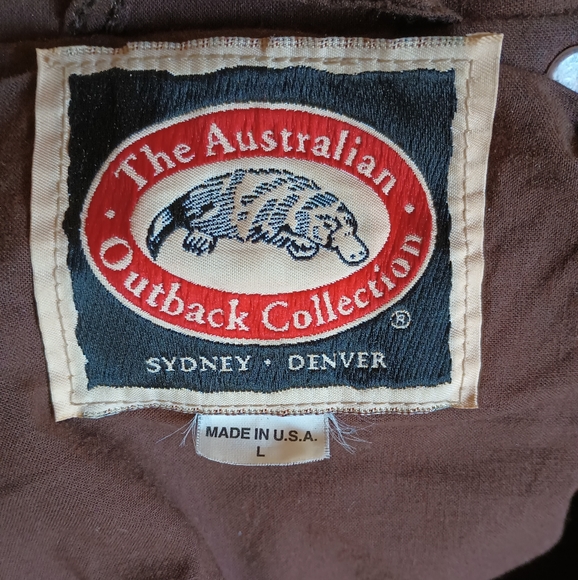 The Australian
Outback Collection
®
SYDNEY · DENVER
MADE IN U.S.A.
L